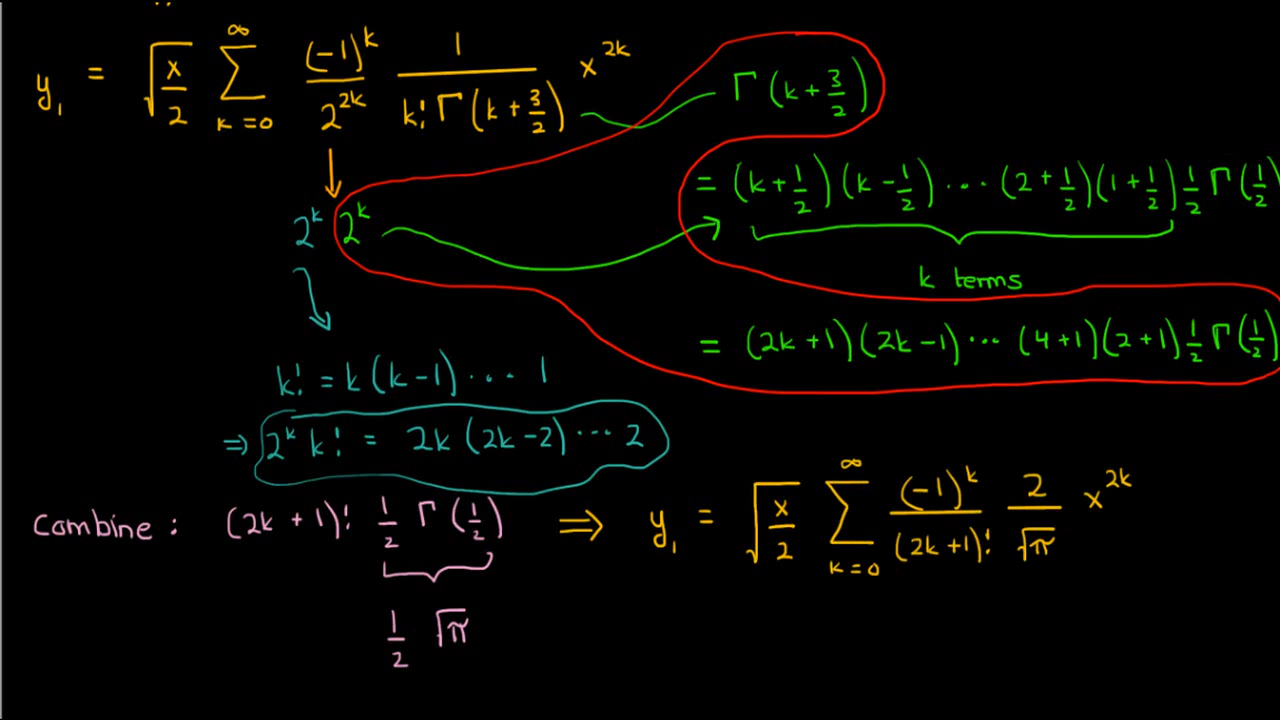 y₁ = √(x/2) ∑_{k=0}^{∞} (-1)^k / 2^{2k} 1 / (k! Γ(k + 3/2)) x^{2k}
Γ(k + 3/2)
= (k + 1/2)(k - 1/2) ··· (2 + 1/2)(1 + 1/2) 1/2 Γ(1/2)
2^k 2^k
k terms
= (2k + 1)(2k - 1) ··· (4 + 1)(2 + 1) 1/2 Γ(1/2)
k! = k(k - 1) ··· 1
⇒ 2^k k! = 2k(2k - 2) ··· 2
Combine : (2k + 1)! 1/2 Γ(1/2) ⇒ y₁ = √(x/2) ∑_{k=0}^{∞} (-1)^k / (2k + 1)! 2/√π x^{2k}
1/2 √π